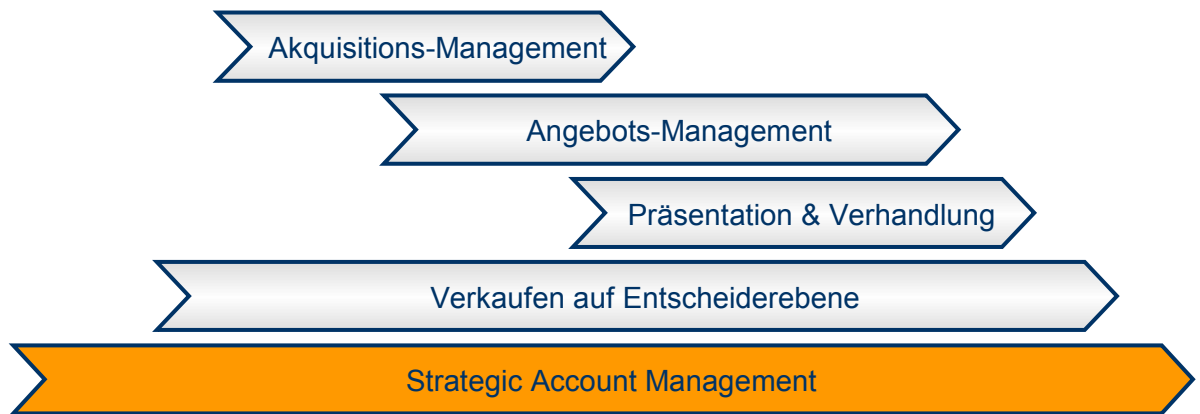 Akquisitions-Management
Angebots-Management
Präsentation & Verhandlung
Verkaufen auf Entscheiderebene
Strategic Account Management